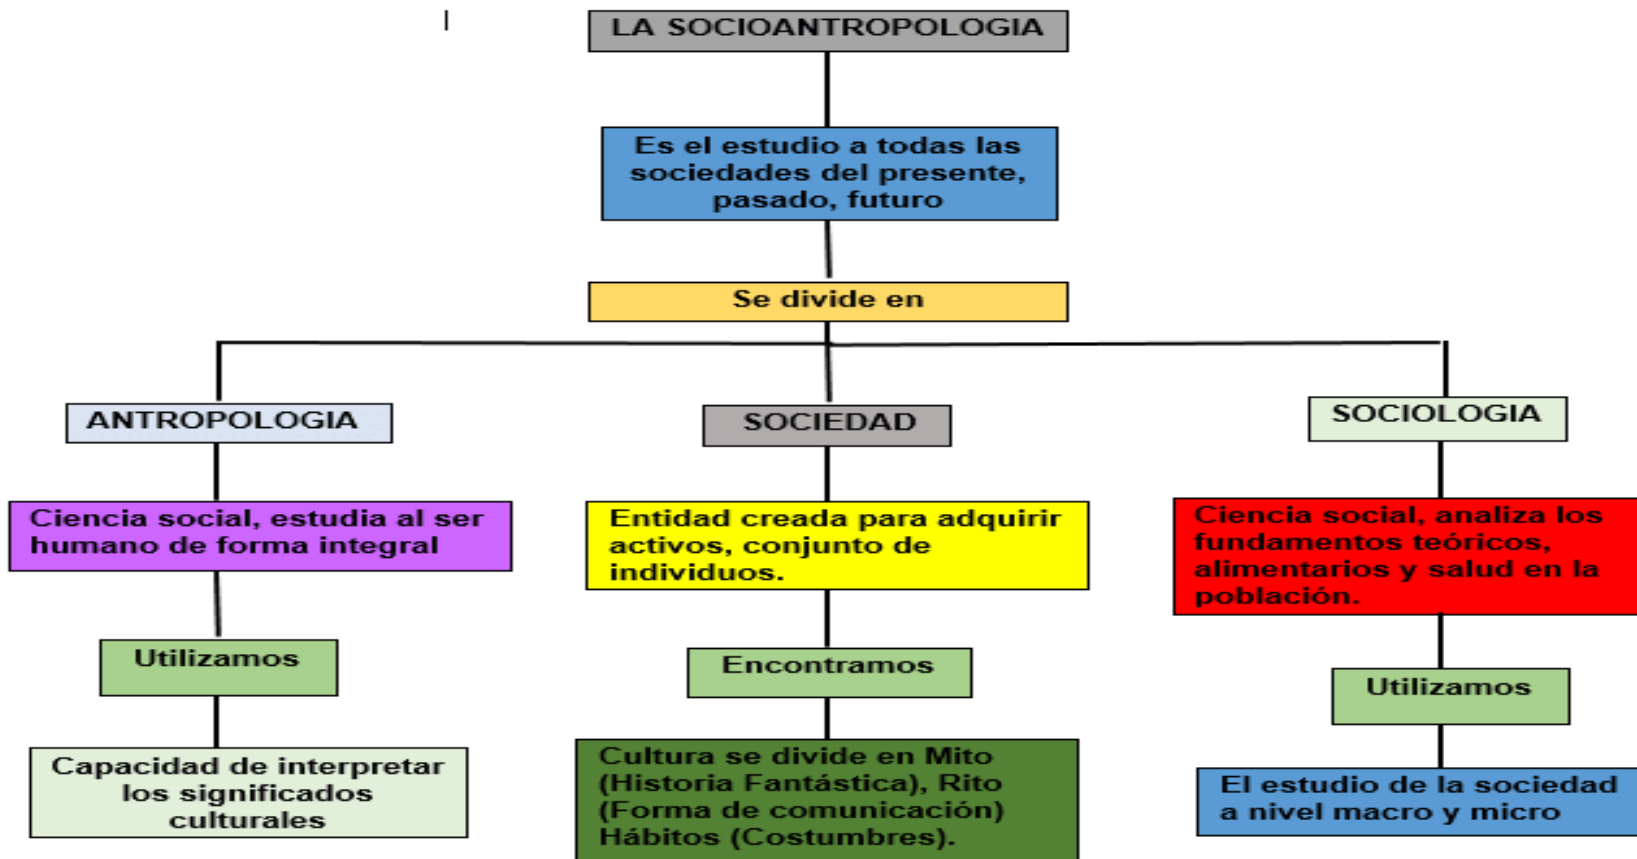 LA SOCIOANTROPOLOGIA
Es el estudio a todas las
sociedades del presente,
pasado, futuro
Se divide en
ANTROPOLOGIA
Ciencia social, estudia al ser
humano de forma integral
Utilizamos
Capacidad de interpretar
los significados
culturales
SOCIEDAD
Entidad creada para adquirir
activos, conjunto de
individuos.
Encontramos
Cultura se divide en Mito
(Historia Fantástica), Rito
(Forma de comunicación)
Hábitos (Costumbres).
SOCIOLOGIA
Ciencia social, analiza los
fundamentos teóricos,
alimentarios y salud en la
población.
Utilizamos
El estudio de la sociedad
a nivel macro y micro